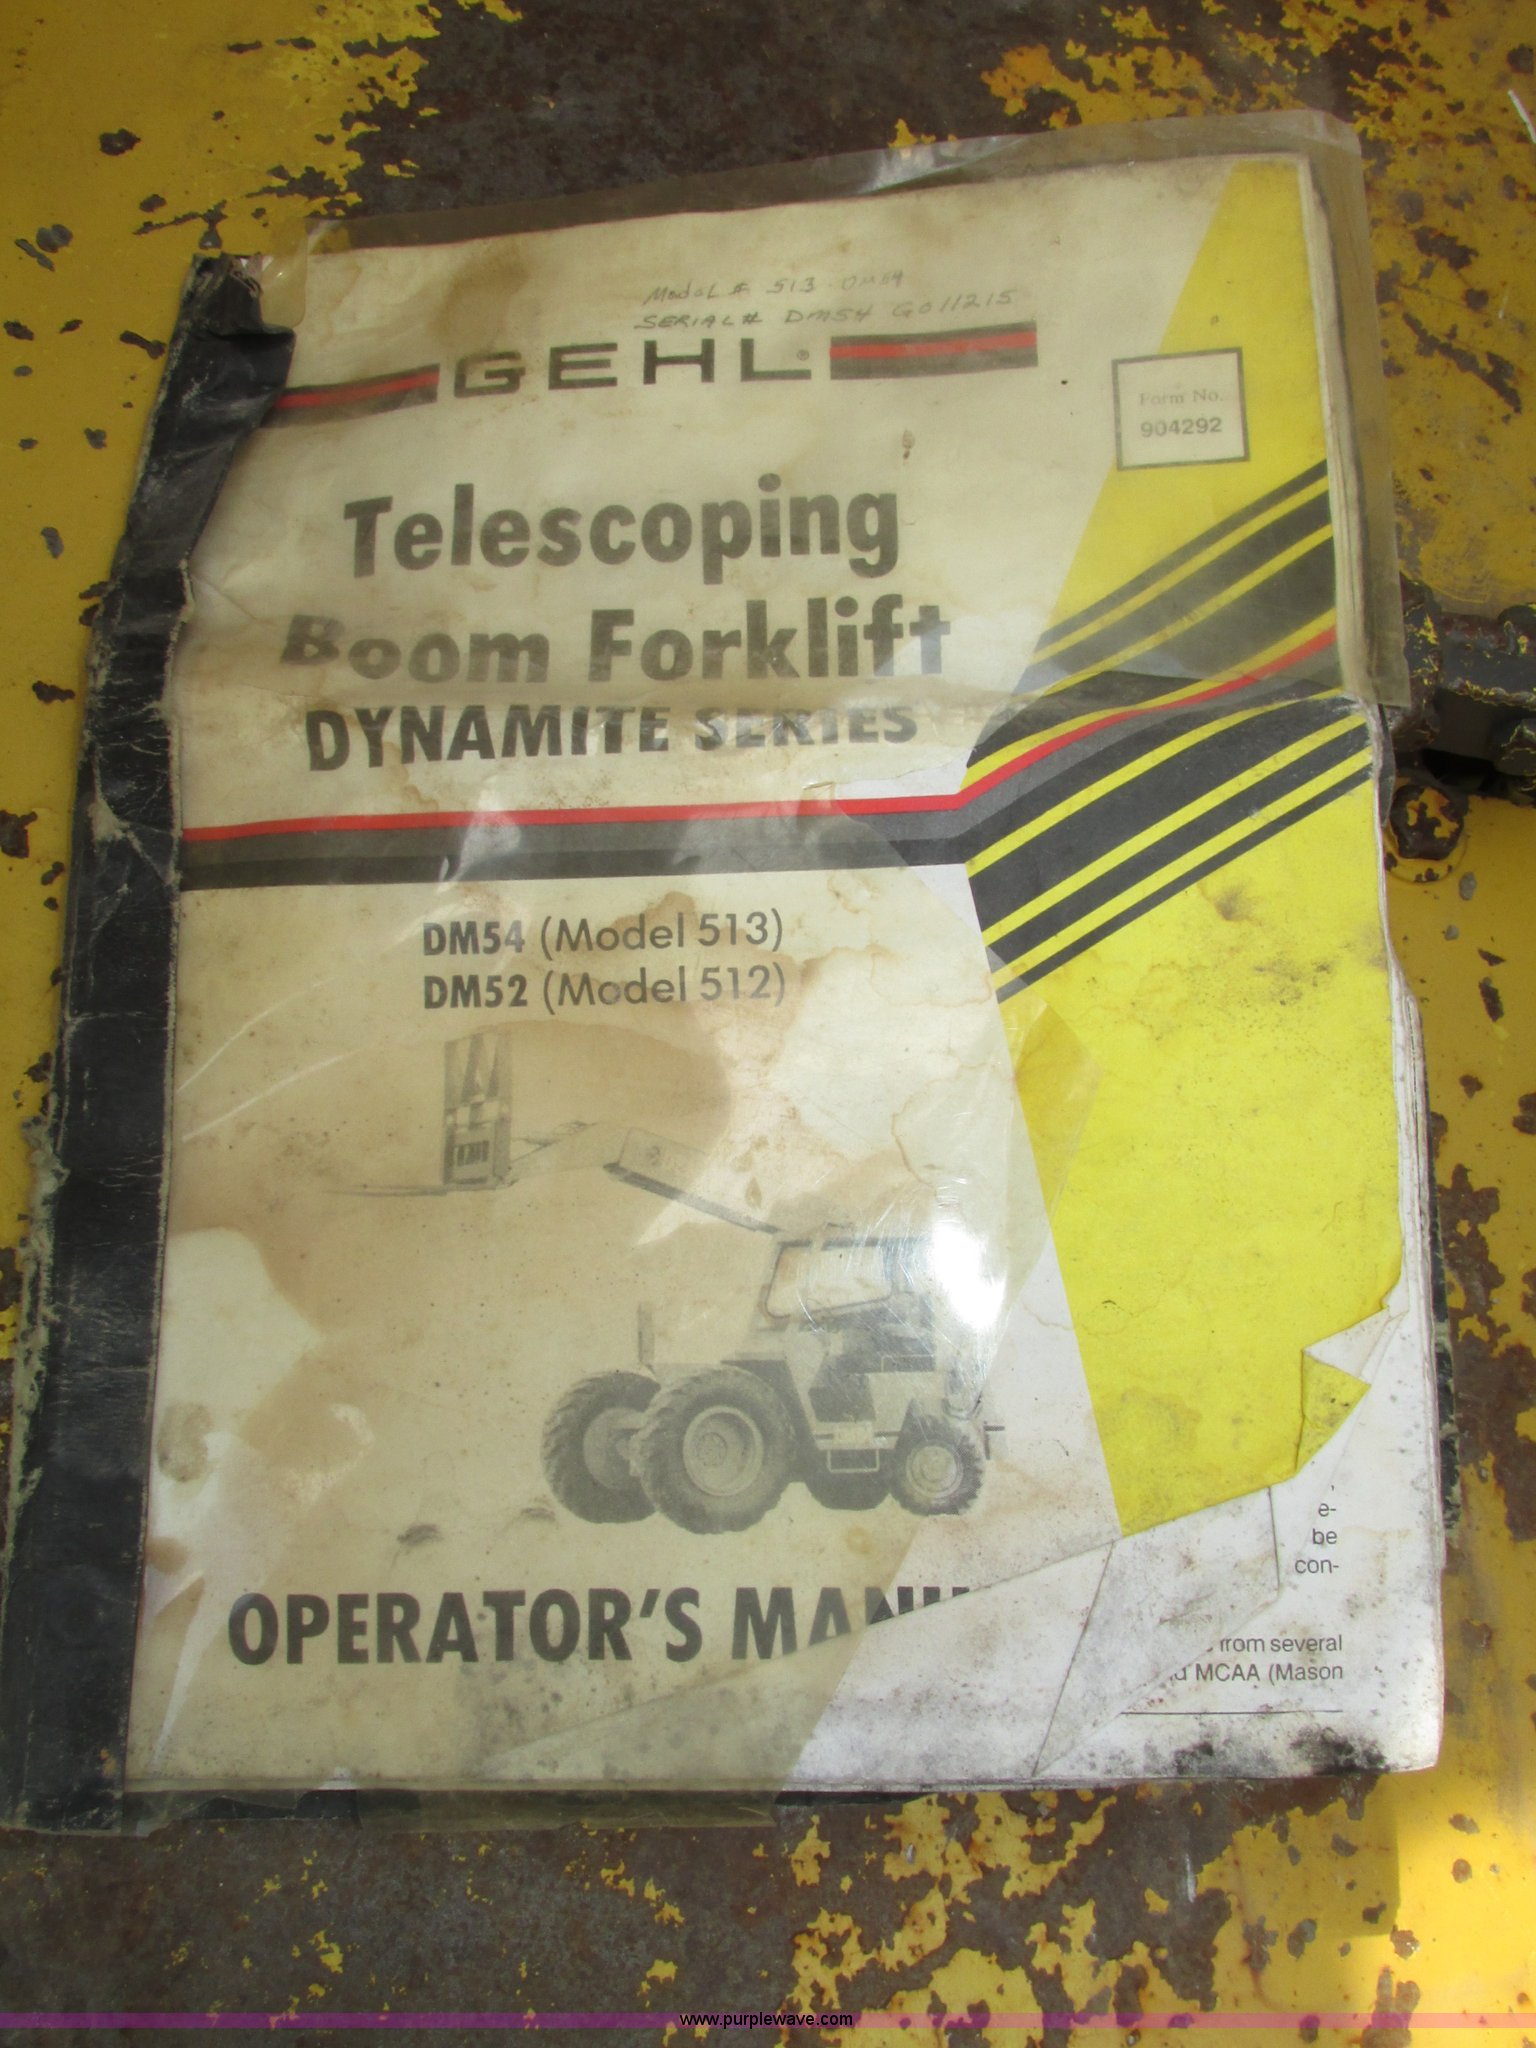 Model # 513 - DM54
SERIAL # DM54 G011215
GEHL®
Form No.
904292
Telescoping
Boom Forklift
DYNAMITE SERIES
DM54 (Model 513)
DM52 (Model 512)
e-
be
con-
OPERATOR'S
from several
MCAA (Mason
www.purplewave.com